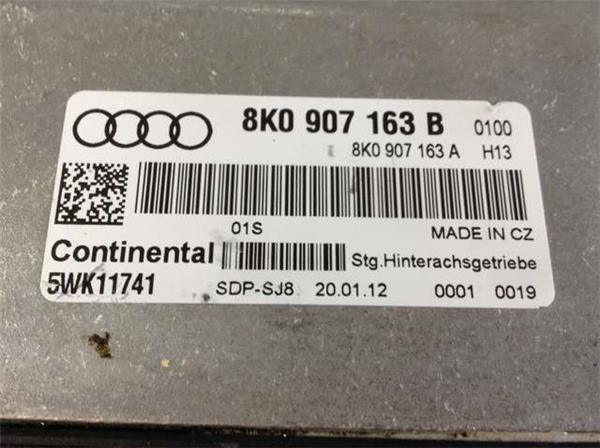 8K0 907 163 B 0100
8K0 907 163 A H13
01S MADE IN CZ
Continental Stg.Hinterachsgetriebe
5WK11741 SDP-SJ8 20.01.12 0001 0019